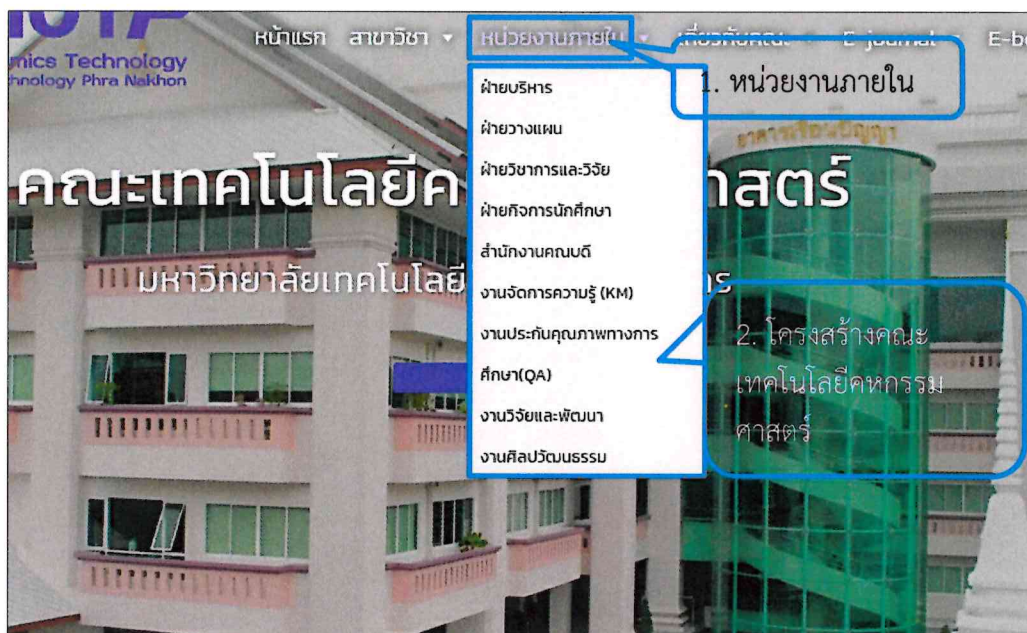 mics Technology
hnology Phra Nakhon
หน้าแรก สาขาวิชา หน่วยงานภายใน เกี่ยวกับคณะ E-journal
1. หน่วยงานภายใน
ฝ่ายบริหาร
ฝ่ายวางแผน
ฝ่ายวิชาการและวิจัย
ฝ่ายกิจการนักศึกษา
สำนักงานคณบดี
งานจัดการความรู้ (KM)
งานประกันคุณภาพทางการ
ศึกษา(QA)
งานวิจัยและพัฒนา
งานศิลปวัฒนธรรม
คณะเทคโนโลยีค าสตร์
มหาวิทยาลัยเทคโนโลยี
2. โครงสร้างคณะ
เทคโนโลยีคหกรรม
ศาสตร์